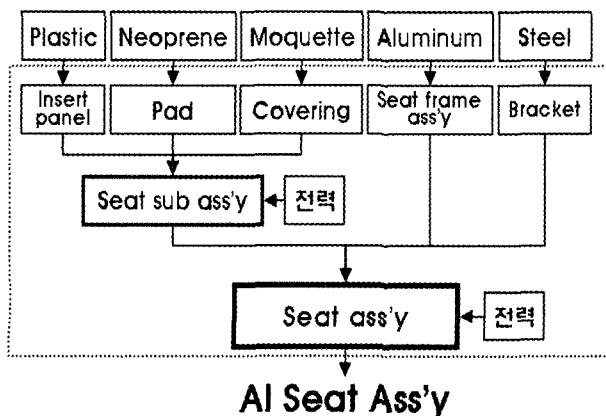 Plastic
Neoprene
Moquette
Aluminum
Steel
Insert
panel
Pad
Covering
Seat frame
ass'y
Bracket
Seat sub ass'y
전력
Seat ass'y
전력
Al Seat Ass'y